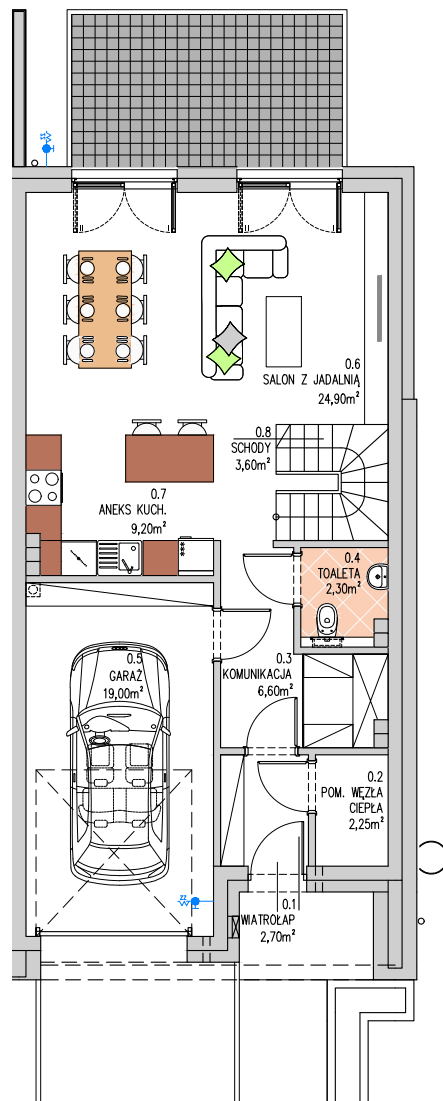 0.6
SALON Z JADALNIĄ
24,90m²
0.8
SCHODY
3,60m²
0.7
ANEKS KUCH.
9,20m²
0.4
TOALETA
2,30m²
0.5
GARAŻ
19,00m²
0.3
KOMUNIKACJA
6,60m²
0.2
POM. WĘZŁA
CIEPŁA
2,25m²
0.1
WIATROŁAP
2,70m²